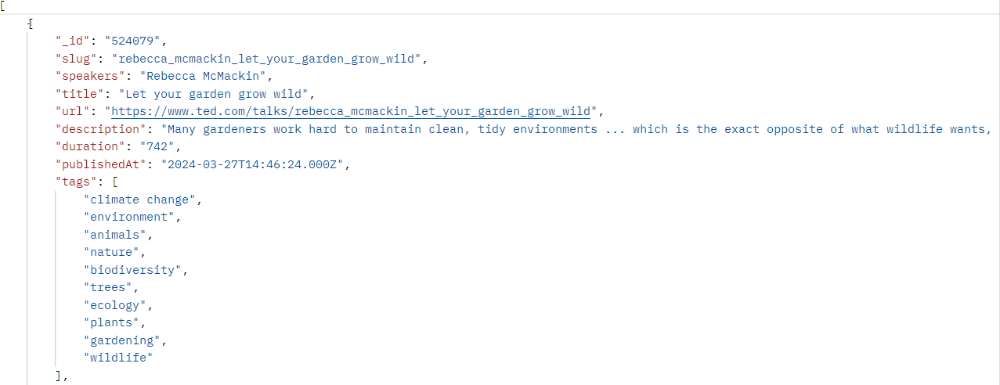 [
{
"_id": "524079",
"slug": "rebecca_mcmackin_let_your_garden_grow_wild",
"speakers": "Rebecca McMackin",
"title": "Let your garden grow wild",
"url": "https://www.ted.com/talks/rebecca_mcmackin_let_your_garden_grow_wild",
"description": "Many gardeners work hard to maintain clean, tidy environments ... which is the exact opposite of what wildlife wants,
"duration": "742",
"publishedAt": "2024-03-27T14:46:24.000Z",
"tags": [
"climate change",
"environment",
"animals",
"nature",
"biodiversity",
"trees",
"ecology",
"plants",
"gardening",
"wildlife"
],